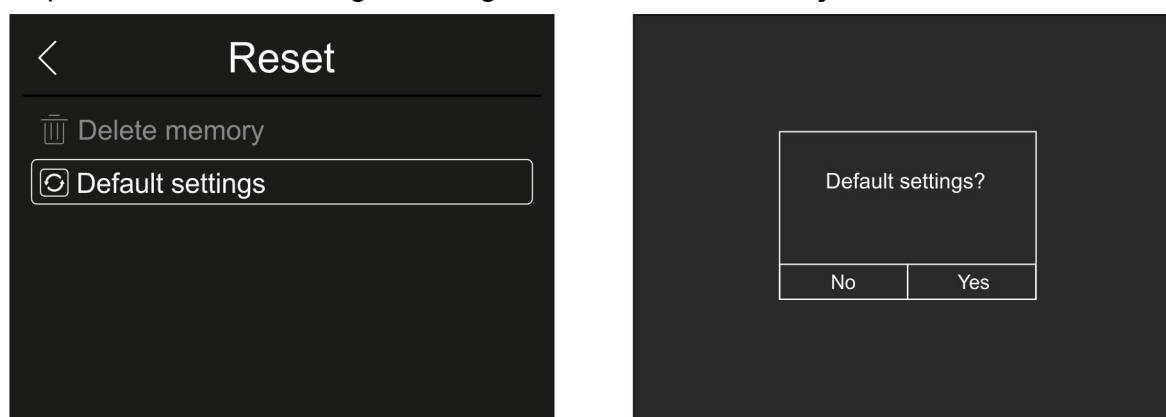 Reset
Delete memory
Default settings
Default settings?
No
Yes